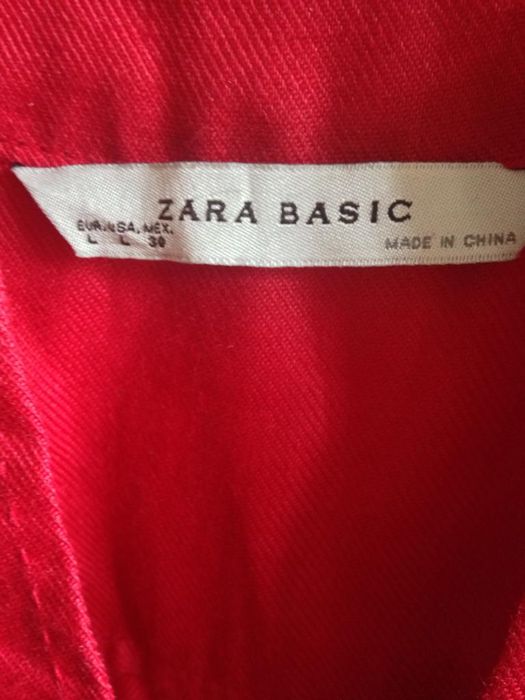 ZARA BASIC
EUR. USA. MEX.
L L 30
MADE IN CHINA